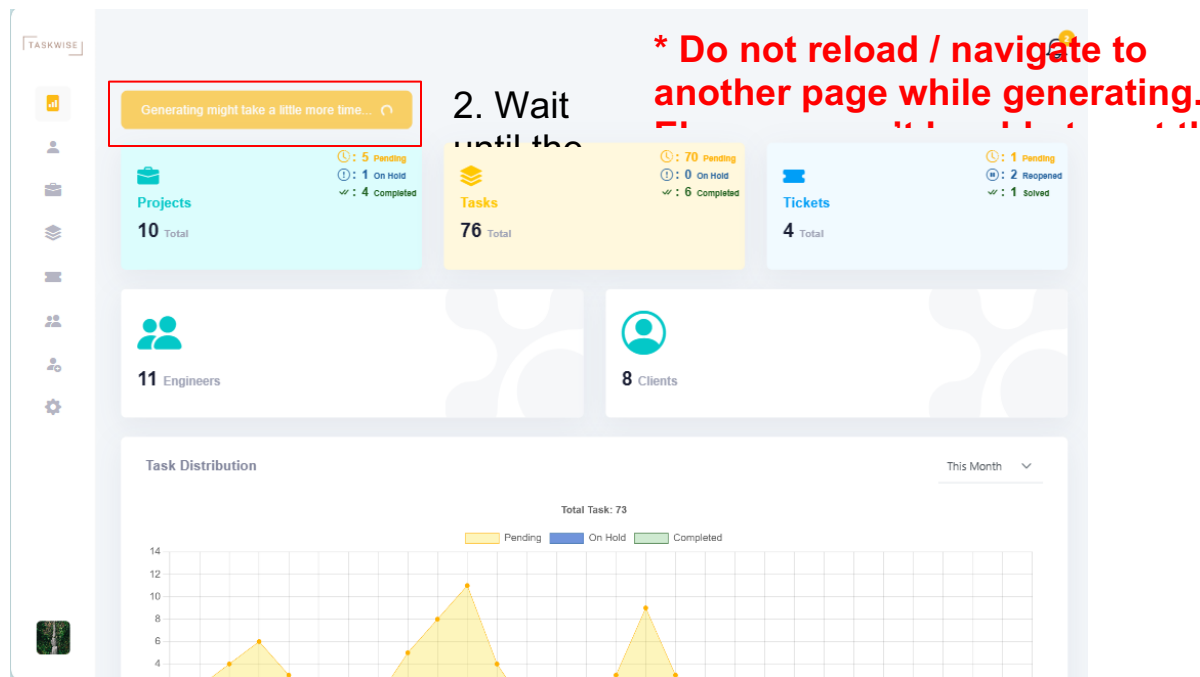 TASKWISE
2
* Do not reload / navigate to
another page while generating.
2. Wait
until the
Generating might take a little more time...
: 5 Pending
: 1 On Hold
: 4 Completed
Projects
10 Total
: 70 Pending
: 0 On Hold
: 6 Completed
Tasks
76 Total
: 1 Pending
: 2 Reopened
: 1 Solved
Tickets
4 Total
11 Engineers
8 Clients
Task Distribution
This Month
Total Task: 73
Pending On Hold Completed
14
12
10
8
6
4